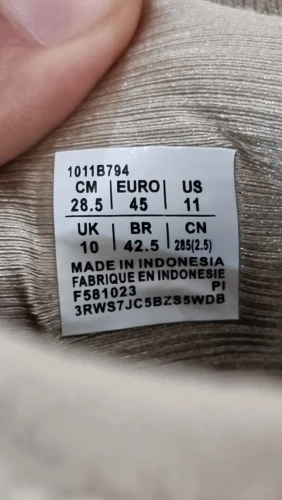 1011B794
CM | EURO | US
28.5 | 45 | 11
UK | BR | CN
10 | 42.5 | 285(2.5)
MADE IN INDONESIA
FABRIQUE EN INDONESIE
F581023 PI
3RWS7JC5BZS5WDB